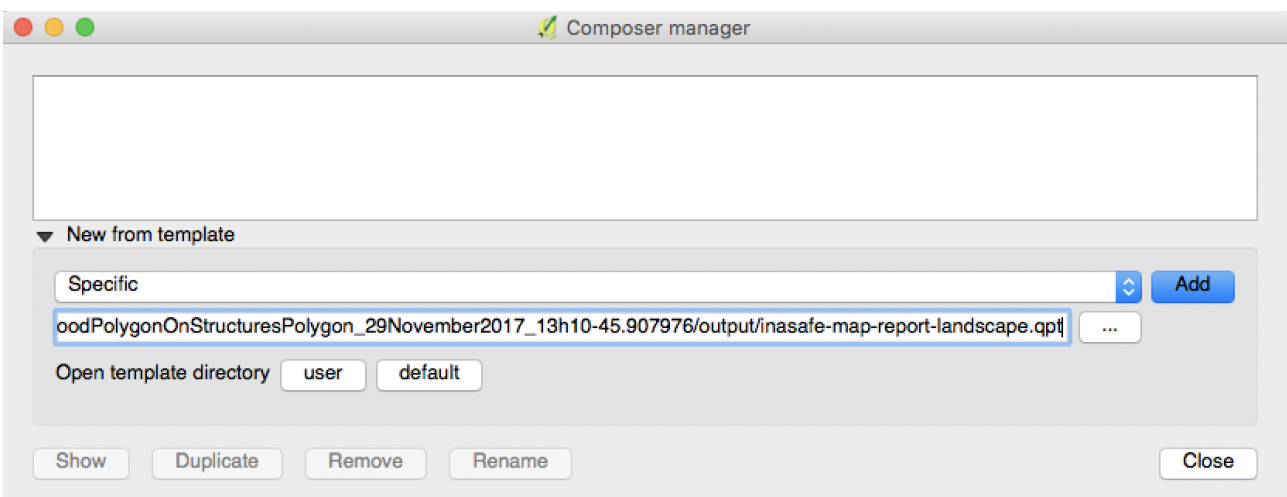 Composer manager
New from template
Specific Add
oodPolygonOnStructuresPolygon_29November2017_13h10-45.907976/output/inasafe-map-report-landscape.qpt ...
Open template directory user default
Show Duplicate Remove Rename Close